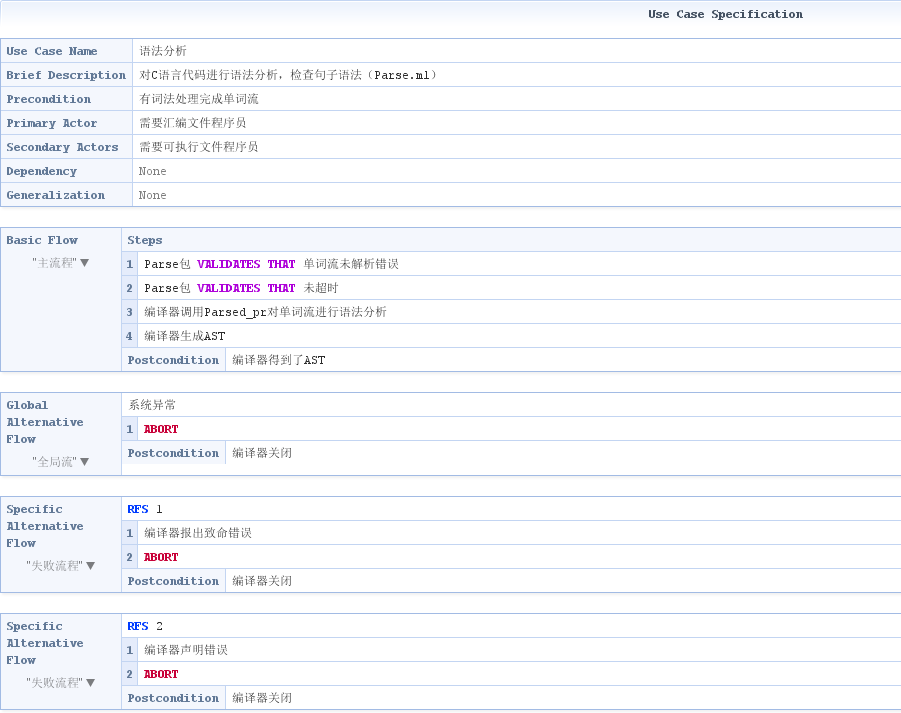 Use Case Specification
Use Case Name 语法分析
Brief Description 对C语言代码进行语法分析，检查句子语法（Parse.ml）
Precondition 有词法处理完成单词流
Primary Actor 需要汇编文件程序员
Secondary Actors 需要可执行文件程序员
Dependency None
Generalization None
Basic Flow Steps
"主流程" ▼
1 Parse包 VALIDATES THAT 单词流未解析错误
2 Parse包 VALIDATES THAT 未超时
3 编译器调用Parsed_pr对单词流进行语法分析
4 编译器生成AST
Postcondition 编译器得到了AST
Global Alternative Flow
"全局流" ▼
系统异常
1 ABORT
Postcondition 编译器关闭
Specific Alternative Flow
"失败流程" ▼
RFS 1
1 编译器报出致命错误
2 ABORT
Postcondition 编译器关闭
Specific Alternative Flow
"失败流程" ▼
RFS 2
1 编译器声明错误
2 ABORT
Postcondition 编译器关闭